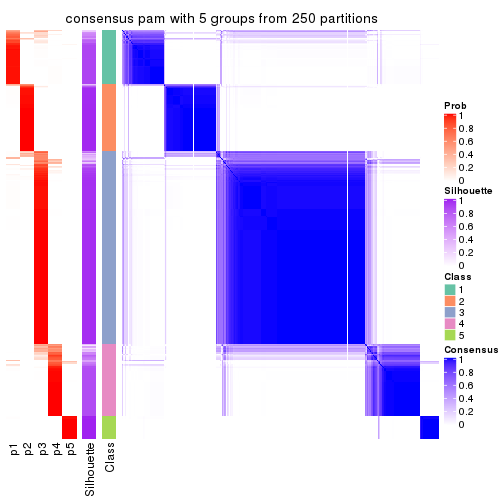 consensus pam with 5 groups from 250 partitions
Prob
1
0.8
0.6
0.4
0.2
0
Silhouette
1
0.8
0.6
0.4
0.2
0
Class
1
2
3
4
5
Consensus
1
0.8
0.6
0.4
0.2
0
p1
p2
p3
p4
p5
Silhouette
Class